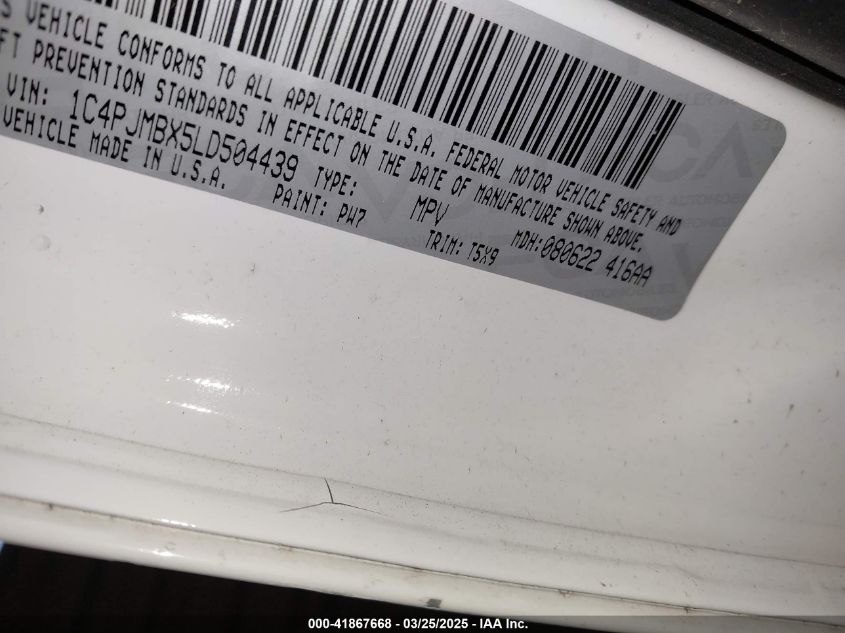 S VEHICLE CONFORMS TO ALL APPLICABLE U.S.A. FEDERAL MOTOR VEHICLE SAFETY AND
FT PREVENTION STANDARDS IN EFFECT ON THE DATE OF MANUFACTURE SHOWN ABOVE.
VIN: 1C4PJMBX5LD504439 TYPE: MPV MDH:080622 416AA
VEHICLE MADE IN U.S.A. PAINT: PW7 TRIM: T5X9
000-41867668 - 03/25/2025 - IAA Inc.